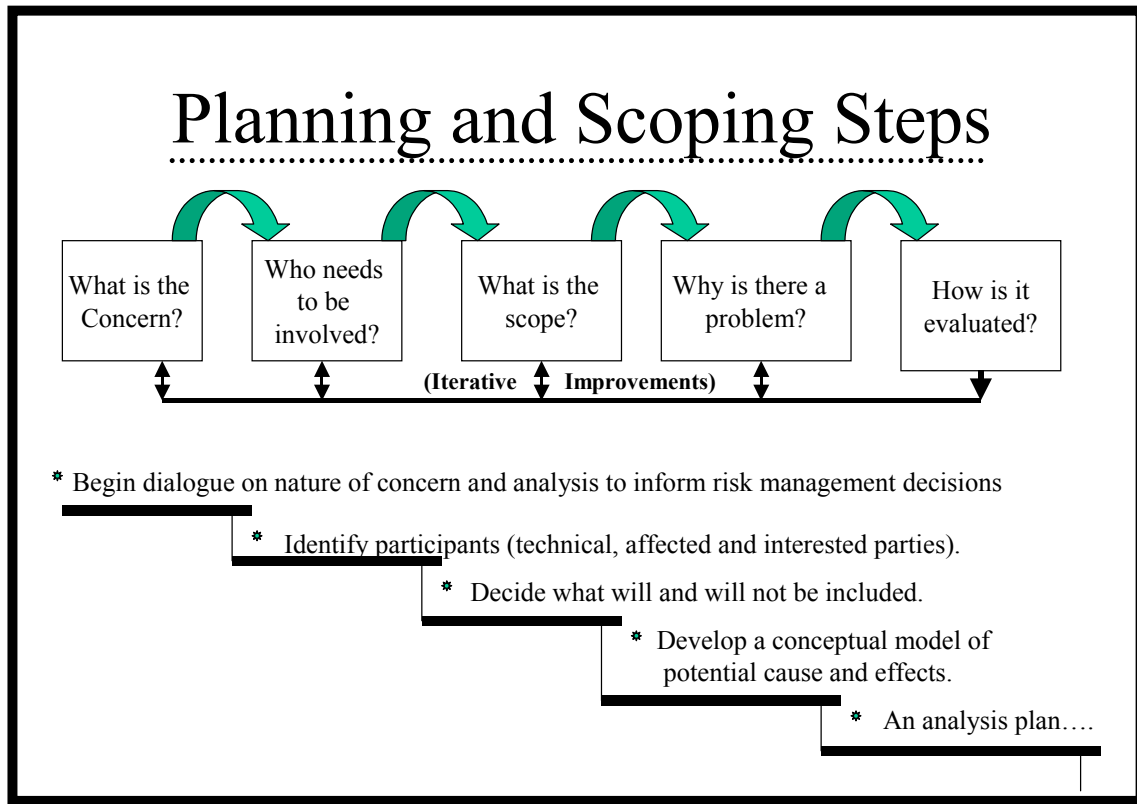 Planning and Scoping Steps
What is the
Concern?
Who needs
to be
involved?
What is the
scope?
Why is there a
problem?
How is it
evaluated?
(Iterative Improvements)
Begin dialogue on nature of concern and analysis to inform risk management decisions
Identify participants (technical, affected and interested parties).
Decide what will and will not be included.
Develop a conceptual model of
potential cause and effects.
An analysis plan….